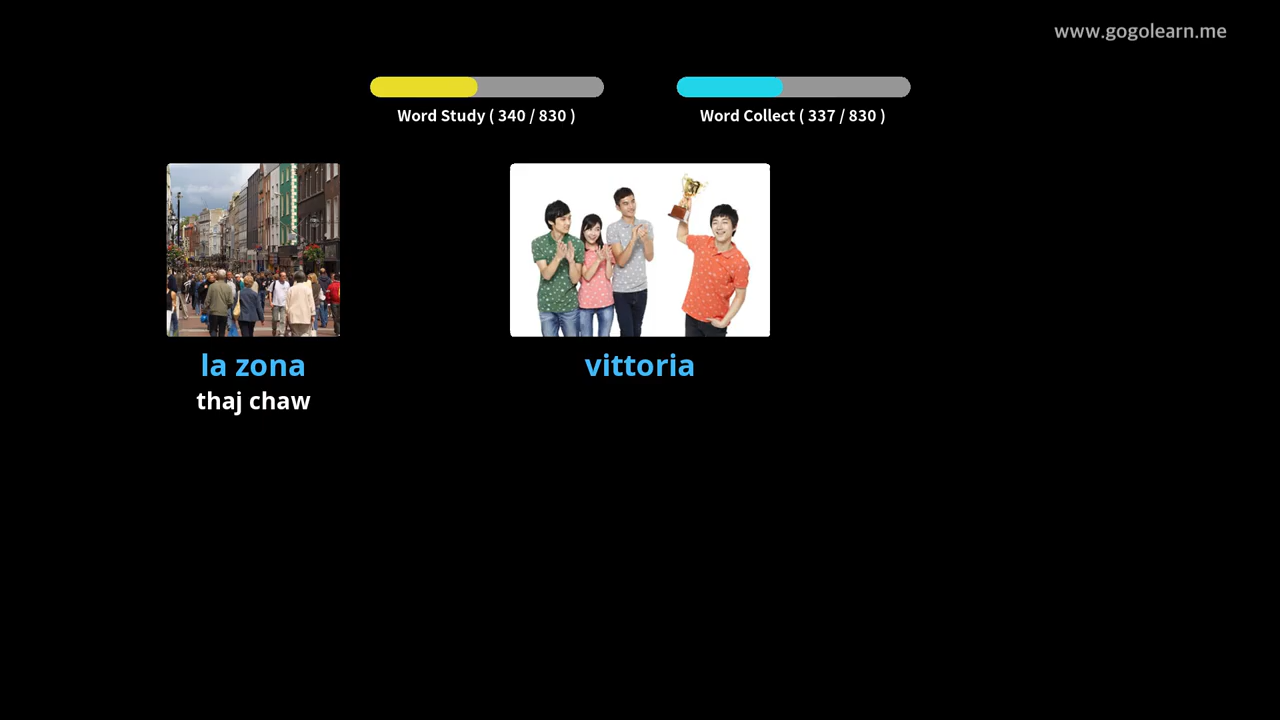 www.gogolearn.me
Word Study ( 340 / 830 )
Word Collect ( 337 / 830 )
la zona
thaj chaw
vittoria